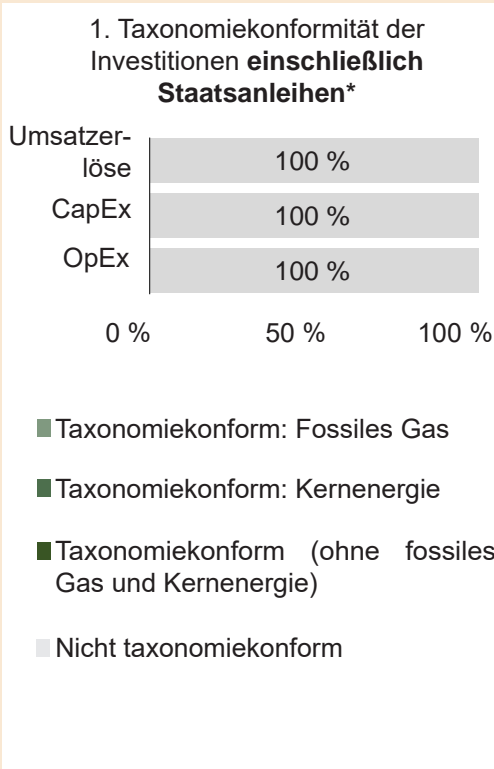 1. Taxonomiekonformität der
Investitionen einschließlich
Staatsanleihen*
Umsatzer-
löse
100 %
CapEx
100 %
OpEx
100 %
0 % 50 % 100 %
Taxonomiekonform: Fossiles Gas
Taxonomiekonform: Kernenergie
Taxonomiekonform (ohne fossiles
Gas und Kernenergie)
Nicht taxonomiekonform